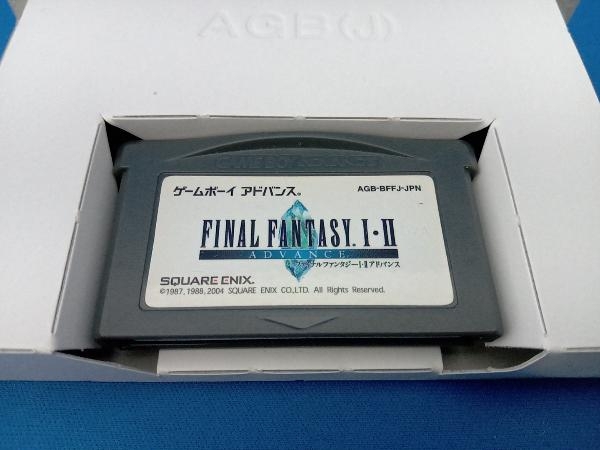 AGB(J)
GAME BOY ADVANCE
ゲームボーイ アドバンス®
AGB-BFFJ-JPN
FINAL FANTASY. I・II
ADVANCE
ファイナルファンタジーI・IIアドバンス
SQUARE ENIX.
©1987, 1988, 2004 SQUARE ENIX CO.,LTD. All Rights Reserved.